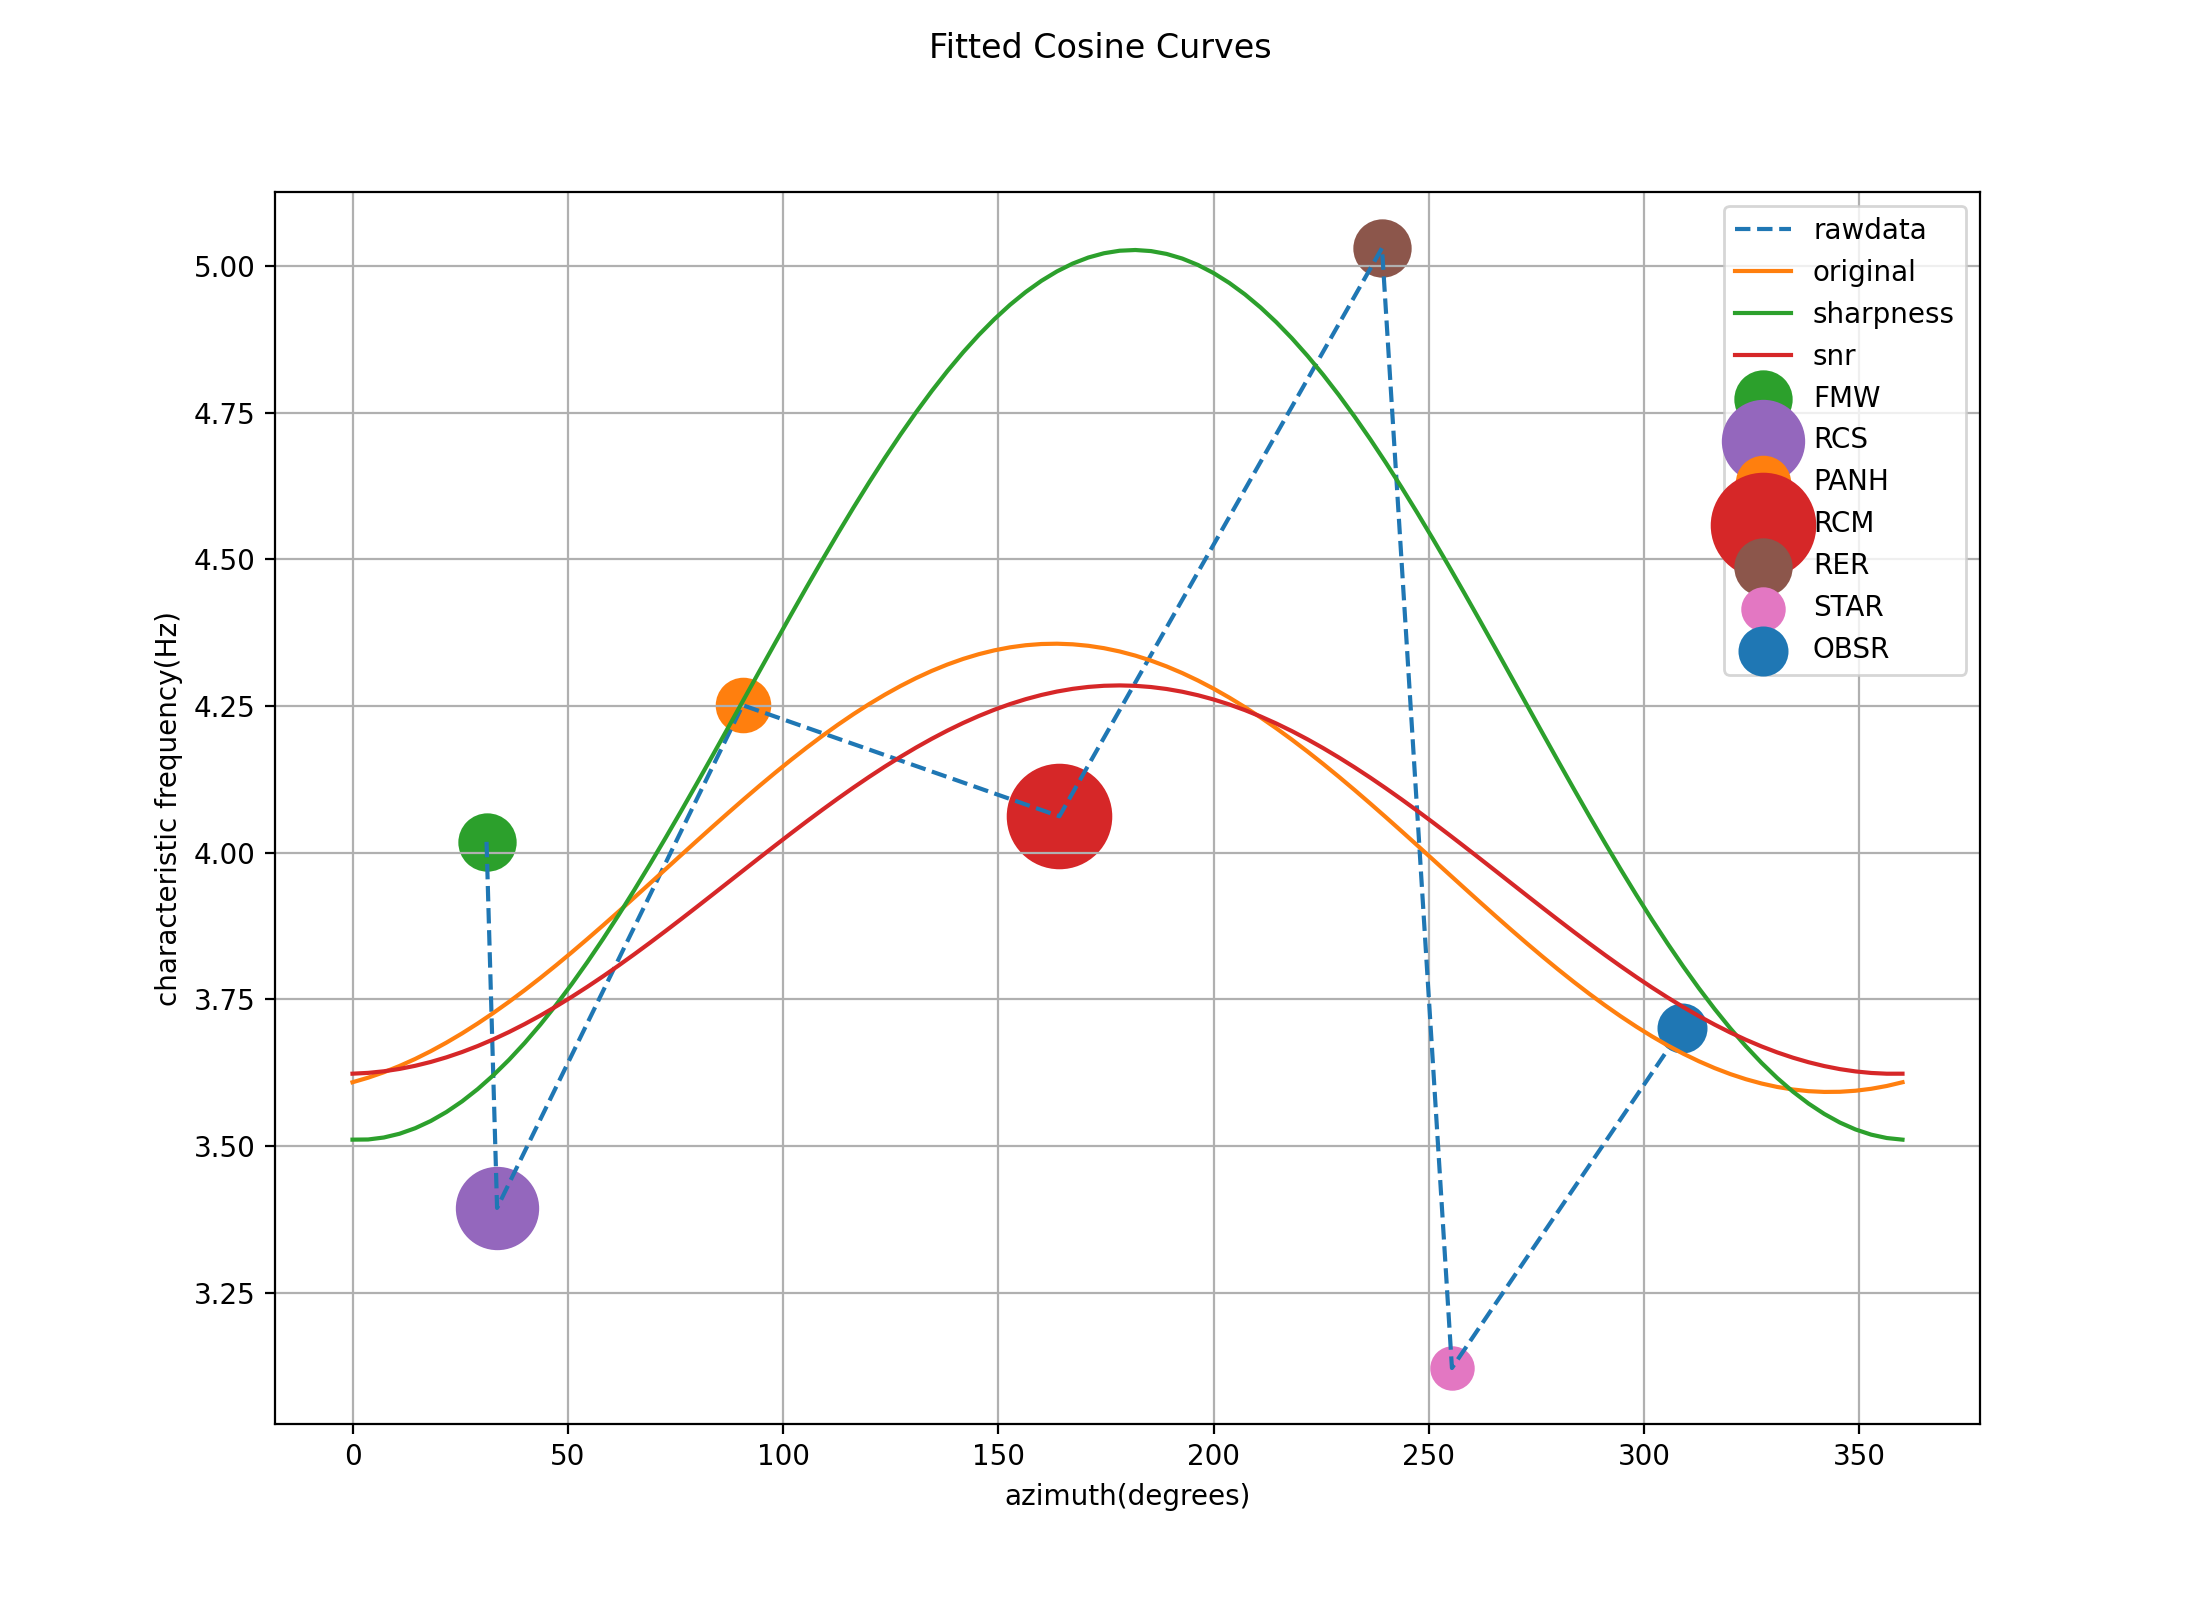 Fitted Cosine Curves
rawdata
original
sharpness
snr
FMW
RCS
PANH
RCM
RER
STAR
OBSR
characteristic frequency(Hz)
5.00
4.75
4.50
4.25
4.00
3.75
3.50
3.25
0 50 100 150 200 250 300 350
azimuth(degrees)